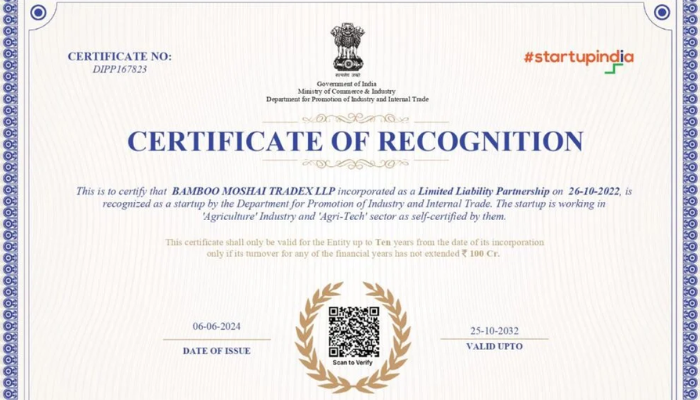 CERTIFICATE NO:
DIPP167823
#startupindia
सत्यमेव जयते
Government of India
Ministry of Commerce & Industry
Department for Promotion of Industry and Internal Trade
CERTIFICATE OF RECOGNITION
This is to certify that BAMBOO MOSHAI TRADEX LLP incorporated as a Limited Liability Partnership on 26-10-2022, is
recognized as a startup by the Department for Promotion of Industry and Internal Trade. The startup is working in
'Agriculture' Industry and 'Agri-Tech' sector as self-certified by them.
This certificate shall only be valid for the Entity up to Ten years from the date of its incorporation
only if its turnover for any of the financial years has not extended ₹ 100 Cr.
06-06-2024
DATE OF ISSUE
Scan to Verify
25-10-2032
VALID UPTO